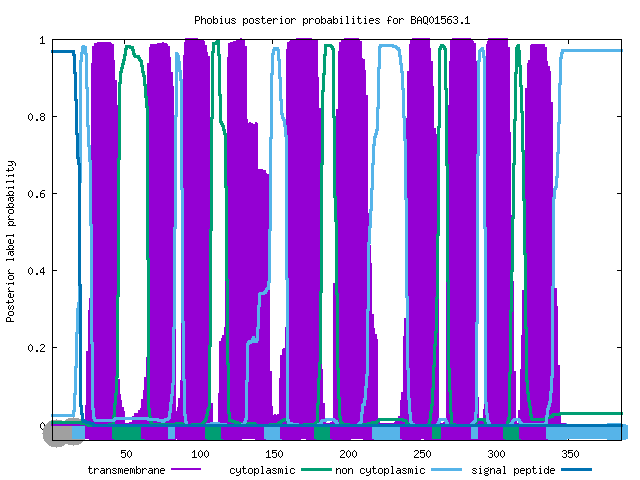 Phobius posterior probabilities for BAQ01563.1
Posterior label probability
1
0.8
0.6
0.4
0.2
0
50 100 150 200 250 300 350
transmembrane cytoplasmic non cytoplasmic signal peptide